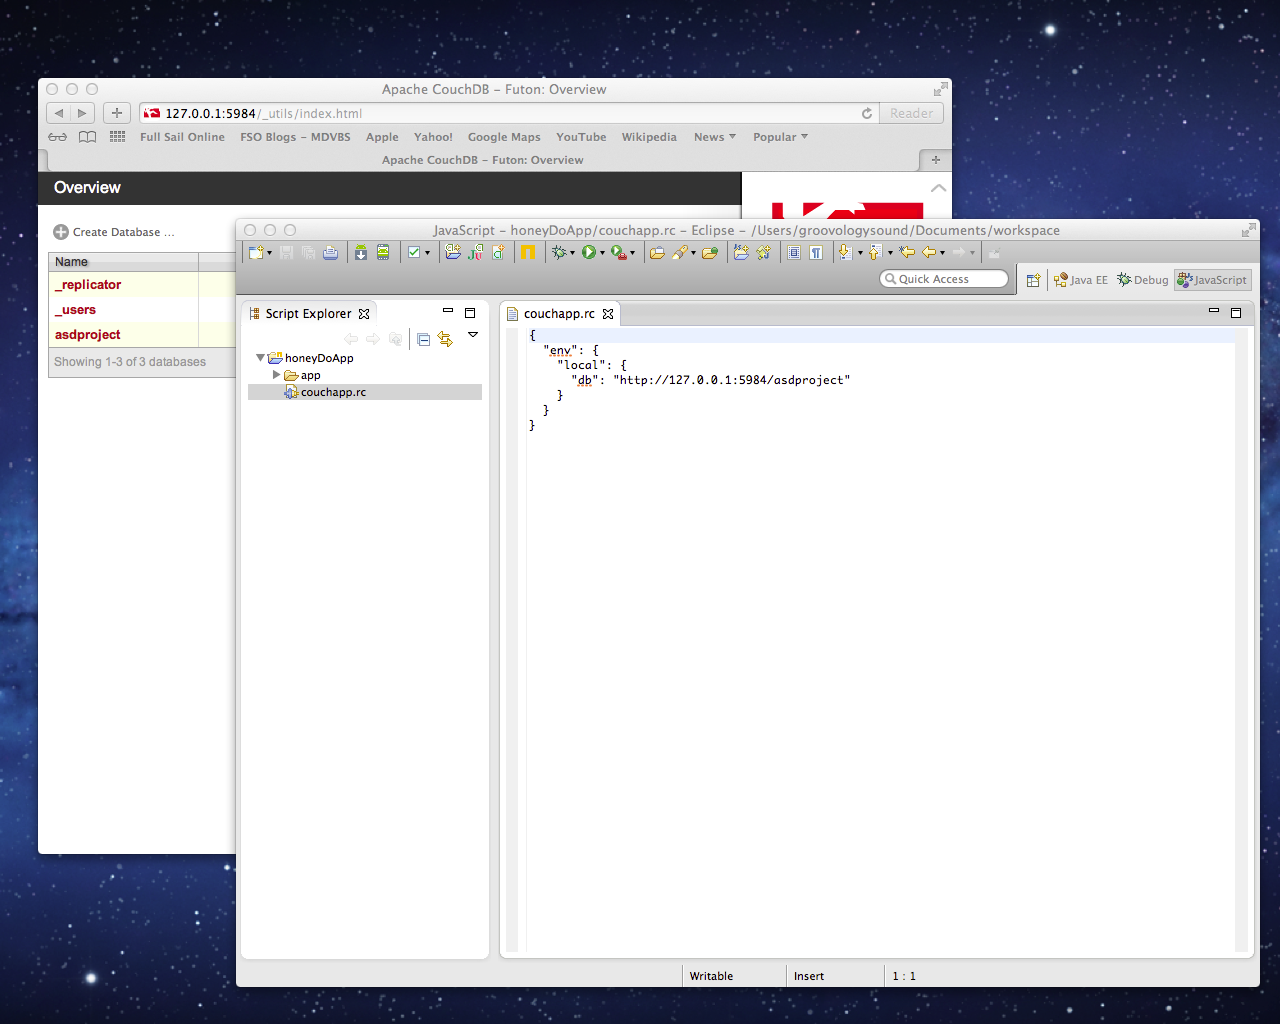 Apache CouchDB – Futon: Overview
127.0.0.1:5984/_utils/index.html
Reader
Full Sail Online FSO Blogs – MDVBS Apple Yahoo! Google Maps YouTube Wikipedia News Popular
Apache CouchDB – Futon: Overview
Overview
Create Database ...
Name
_replicator
_users
asdproject
Showing 1-3 of 3 databases
JavaScript – honeyDoApp/couchapp.rc – Eclipse – /Users/groovologysound/Documents/workspace
Quick Access
Java EE Debug JavaScript
Script Explorer
honeyDoApp
app
couchapp.rc
couchapp.rc
{
"env": {
"local": {
"db": "http://127.0.0.1:5984/asdproject"
}
}
}
Writable Insert 1 : 1